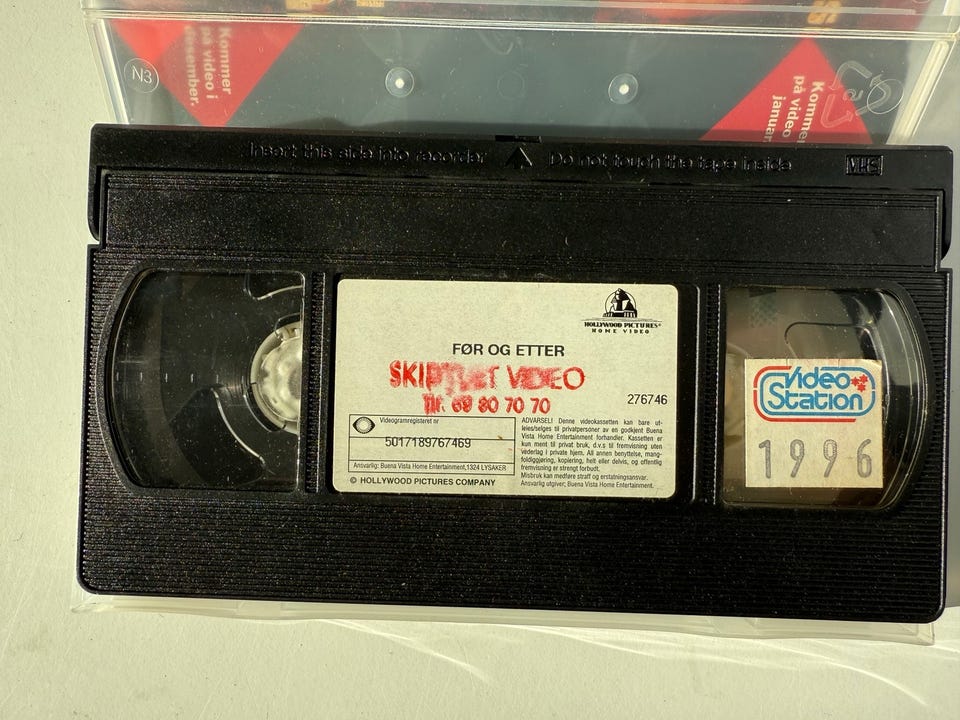 N3
Kommer
på video i
desember.
Kommer
på video
januar
Insert this side into recorder
Do not touch the tape inside
VHS
HOLLYWOOD PICTURES®
HOME VIDEO
FØR OG ETTER
SKIPTVET VIDEO
Tlf. 69 80 70 70
276746
Videogramregisteret nr
5017189767469
Ansvarlig: Buena Vista Home Entertainment,1324 LYSAKER
© HOLLYWOOD PICTURES COMPANY
ADVARSEL! Denne videokassetten kan bare ut-
leies/selges til privatpersoner av en godkjent Buena
Vista Home Entertainment forhandler. Kassetten er
kun ment til privat bruk, d.v.s til fremvisning uten
vederlag i private hjem. All annen benyttelse, mang-
foldiggjøring, kopiering, helt eller delvis, og offentlig
fremvisning er strengt forbudt.
Misbruk kan medføre straff og erstatningsansvar.
Ansvarlig utgiver, Buena Vista Home Entertainment.
Video
Station
1996